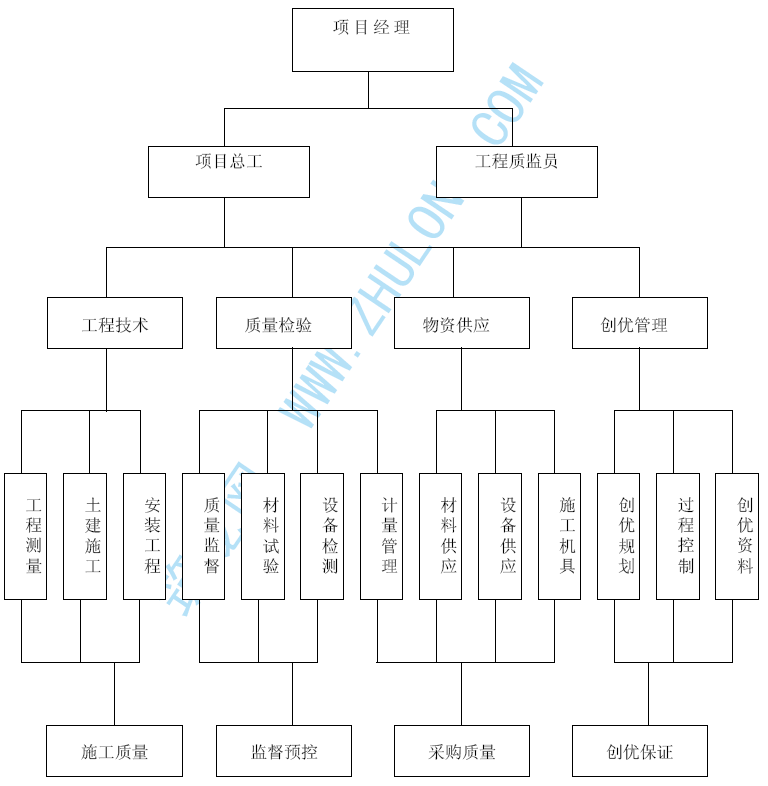 项目经理
项目总工
工程质监员
工程技术
质量检验
物资供应
创优管理
工程测量
土建施工
安装工程
质量监督
材料试验
设备检测
计量管理
材料供应
设备供应
施工机具
创优规划
过程控制
创优资料
施工质量
监督预控
采购质量
创优保证
WWW.ZHULONG.COM